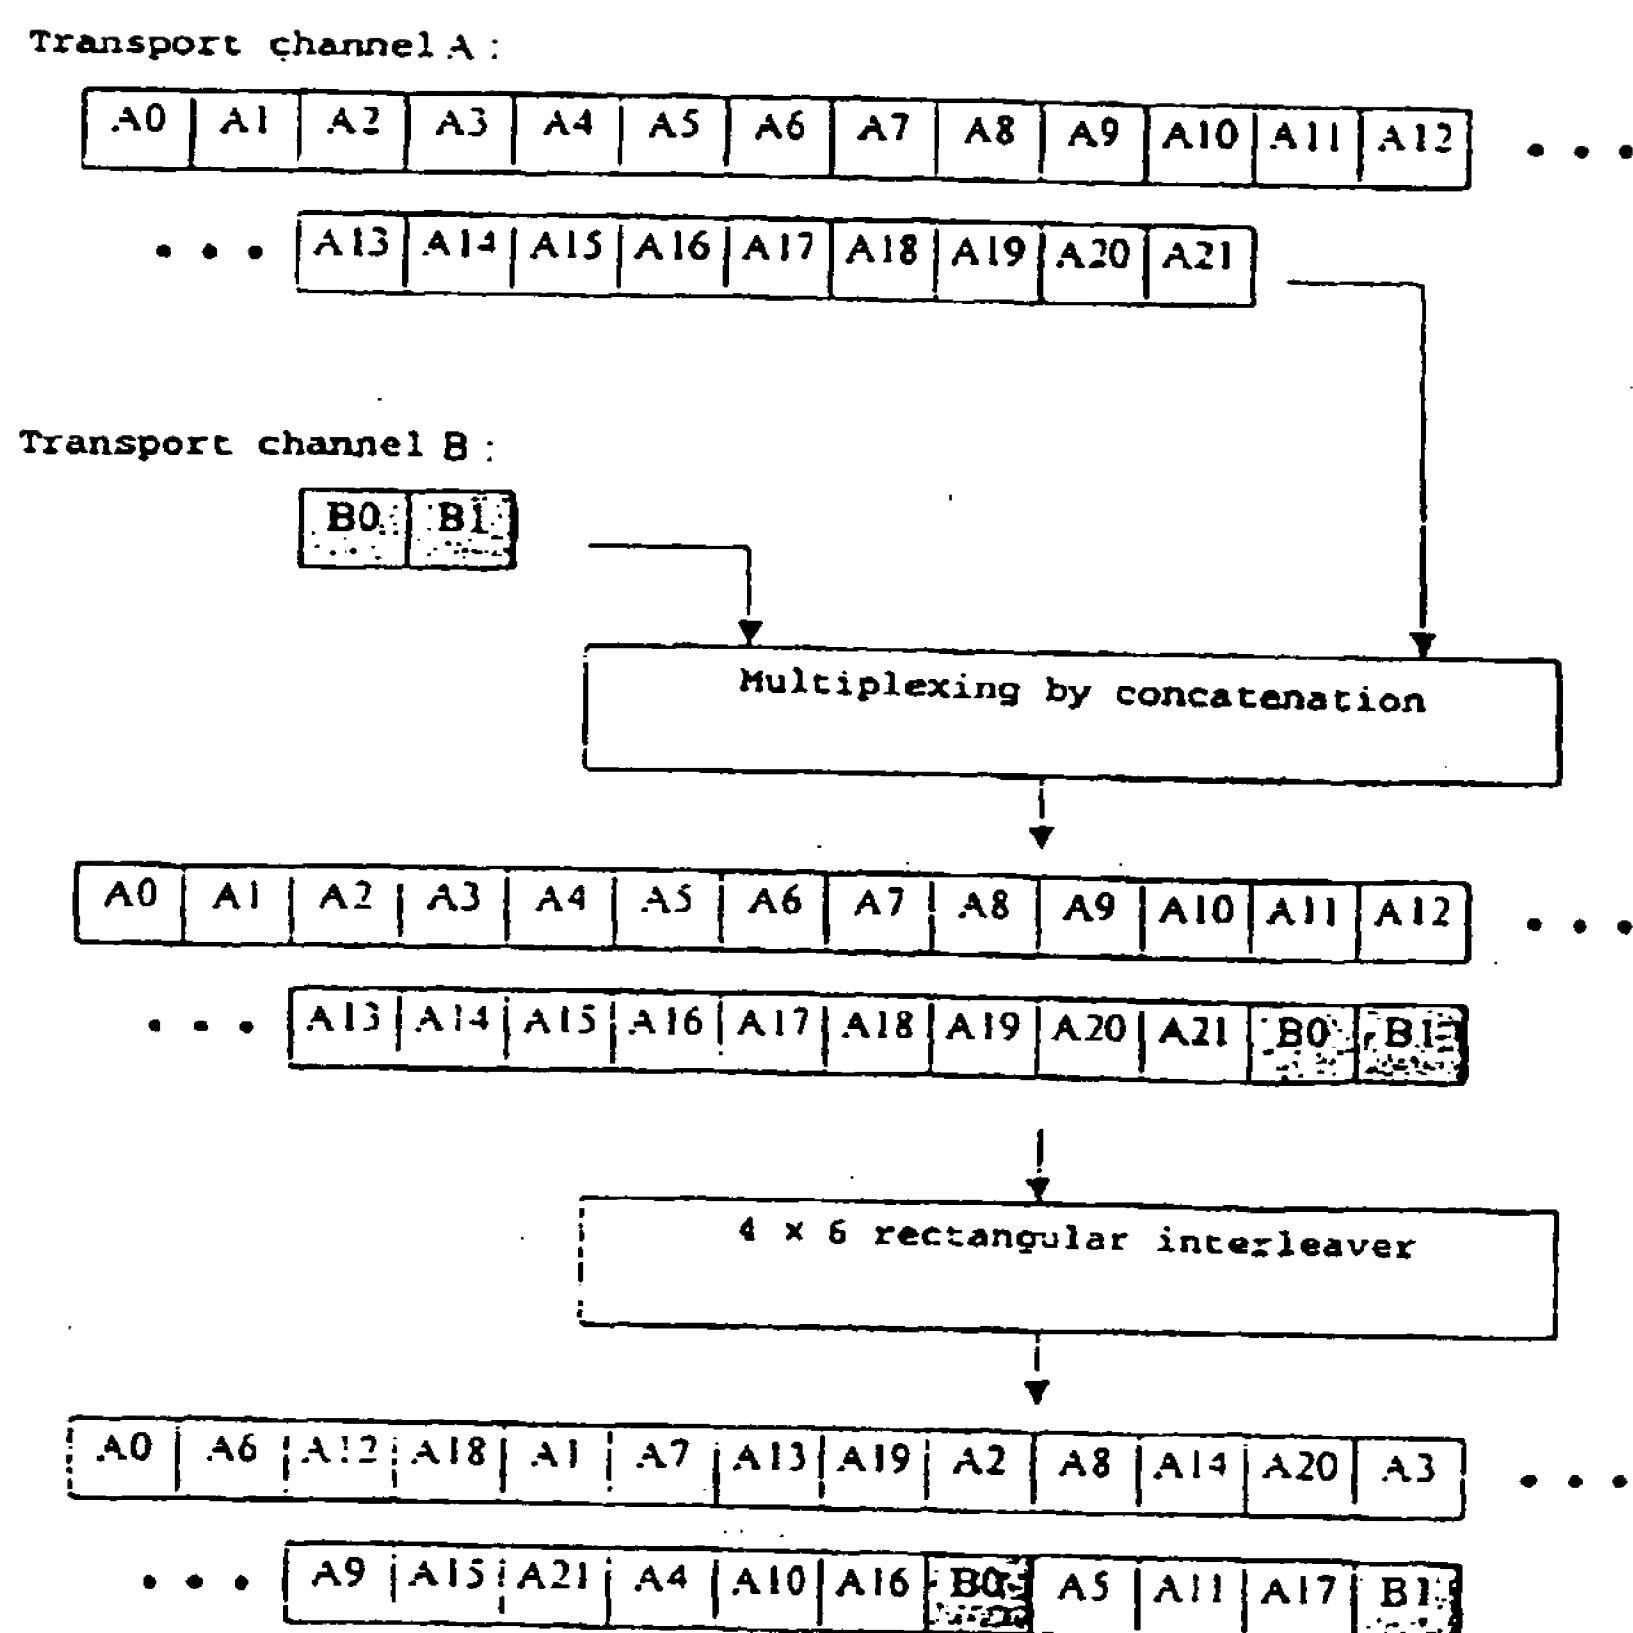 Transport channel A :
A0 A1 A2 A3 A4 A5 A6 A7 A8 A9 A10 A11 A12 • • •
• • • A13 A14 A15 A16 A17 A18 A19 A20 A21
Transport channel B :
B0 B1
Multiplexing by concatenation
A0 A1 A2 A3 A4 A5 A6 A7 A8 A9 A10 A11 A12 • • •
• • • A13 A14 A15 A16 A17 A18 A19 A20 A21 B0 B1
4 x 6 rectangular interleaver
A0 A6 A12 A18 A1 A7 A13 A19 A2 A8 A14 A20 A3 • • •
• • • A9 A15 A21 A4 A10 A16 B0 A5 A11 A17 B1